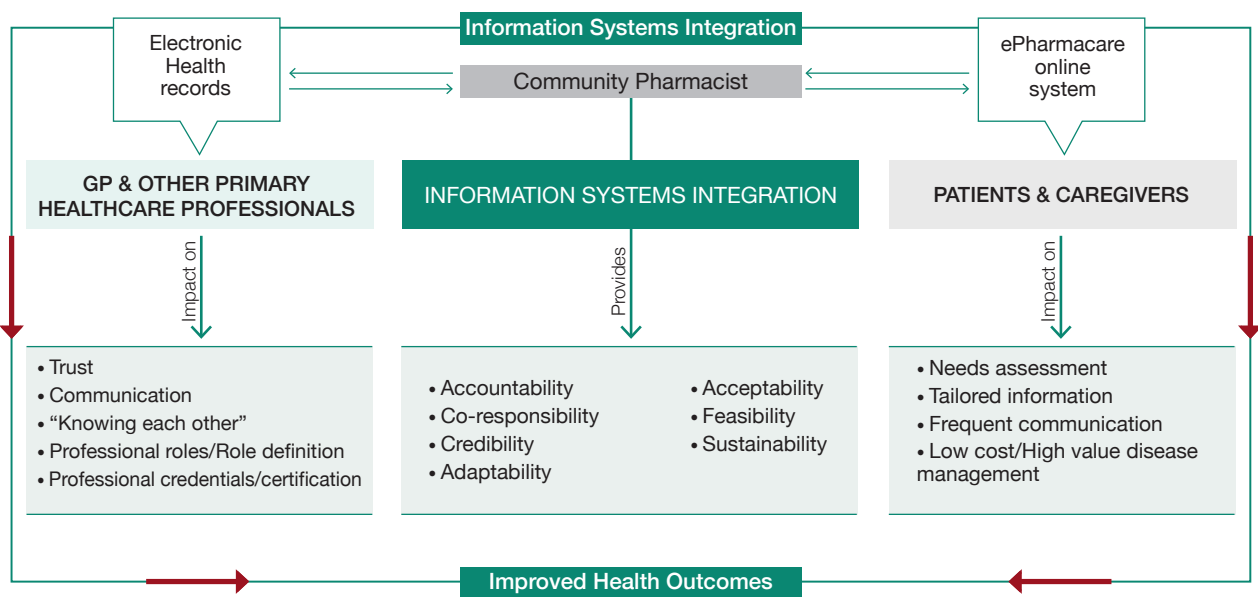 Information Systems Integration
Electronic
Health
records
Community Pharmacist
ePharmacare
online
system
GP & OTHER PRIMARY
HEALTHCARE PROFESSIONALS
INFORMATION SYSTEMS INTEGRATION
PATIENTS & CAREGIVERS
Impact on
Provides
Impact on
• Trust
• Communication
• “Knowing each other”
• Professional roles/Role definition
• Professional credentials/certification
• Accountability
• Co-responsibility
• Credibility
• Adaptability
• Acceptability
• Feasibility
• Sustainability
• Needs assessment
• Tailored information
• Frequent communication
• Low cost/High value disease
management
Improved Health Outcomes